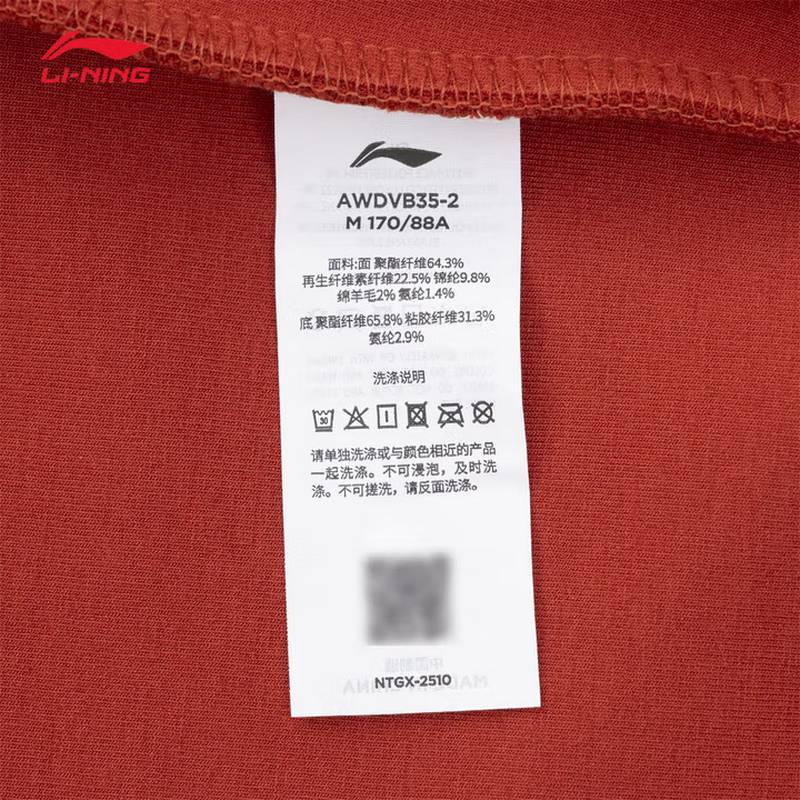 LI-NING
AWDVB35-2
M 170/88A
面料:面 聚酯纤维64.3%
再生纤维素纤维22.5% 锦纶9.8%
绵羊毛2% 氨纶1.4%
底 聚酯纤维65.8% 粘胶纤维31.3%
氨纶2.9%
洗涤说明
30
请单独洗涤或与颜色相近的产品
一起洗涤。不可浸泡，及时洗
涤。不可搓洗，请反面洗涤。
NTGX-2510